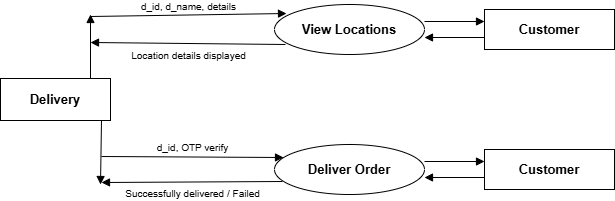 d_id, d_name, details
View Locations
Customer
Location details displayed
Delivery
d_id, OTP verify
Deliver Order
Customer
Successfully delivered / Failed